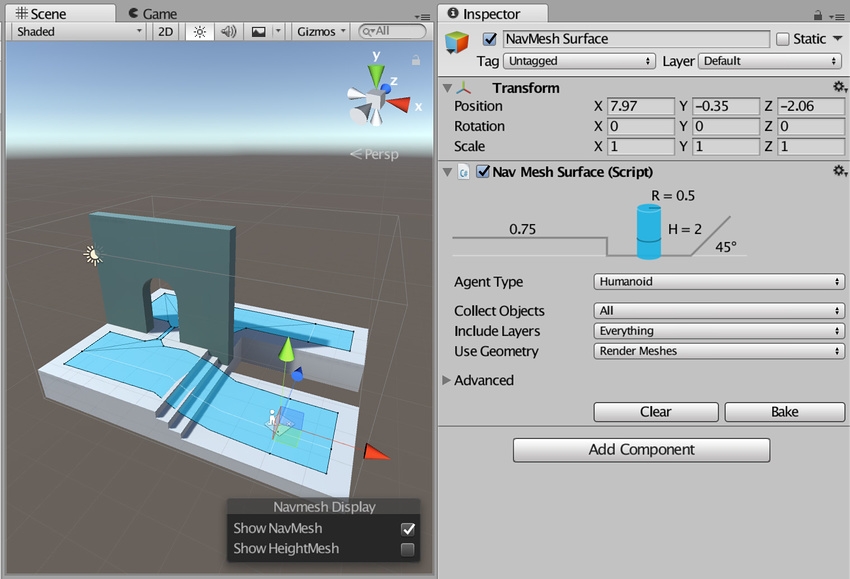 Scene
Game
Shaded
2D
Gizmos
All
y
z
x
Persp
Navmesh Display
Show NavMesh
Show HeightMesh
Inspector
NavMesh Surface
Static
Tag Untagged Layer Default
Transform
Position X 7.97 Y -0.35 Z -2.06
Rotation X 0 Y 0 Z 0
Scale X 1 Y 1 Z 1
Nav Mesh Surface (Script)
R = 0.5
0.75
H = 2
45°
Agent Type Humanoid
Collect Objects All
Include Layers Everything
Use Geometry Render Meshes
Advanced
Clear Bake
Add Component